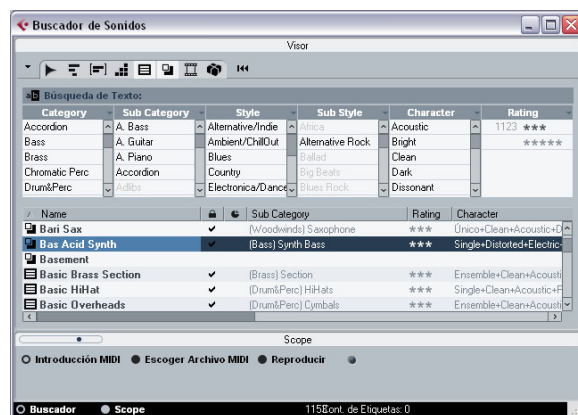 Buscador de Sonidos
Visor
Búsqueda de Texto:
Category Sub Category Style Sub Style Character Rating
Accordion A. Bass Alternative/Indie Africa Acoustic 1123 ***
Bass A. Guitar Ambient/ChillOut Alternative Rock Bright *****
Brass A. Piano Blues Ballad Clean
Chromatic Perc Accordion Country Big Beats Dark
Drum&Perc Adlibs Electronica/Dance Blues Rock Dissonant
Name Sub Category Rating Character
Bari Sax (Woodwinds) Saxophone *** Único+Clean+Acoustic+D
Bas Acid Synth (Bass) Synth Bass *** Single+Distorted+Electric+
Basement
Basic Brass Section (Brass) Section *** Ensemble+Clean+Acousti
Basic HiHat (Drum&Perc) HiHats *** Single+Clean+Acoustic+F
Basic Overheads (Drum&Perc) Cymbals *** Ensemble+Clean+Acousti
Scope
Introducción MIDI Escoger Archivo MIDI Reproducir
Buscador Scope Cont. de Etiquetas: 0